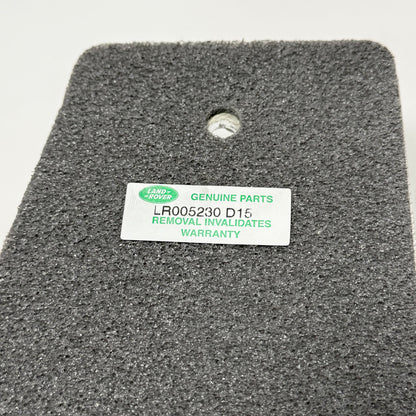 LAND-
-ROVER
GENUINE PARTS
LR005230 D15
REMOVAL INVALIDATES
WARRANTY